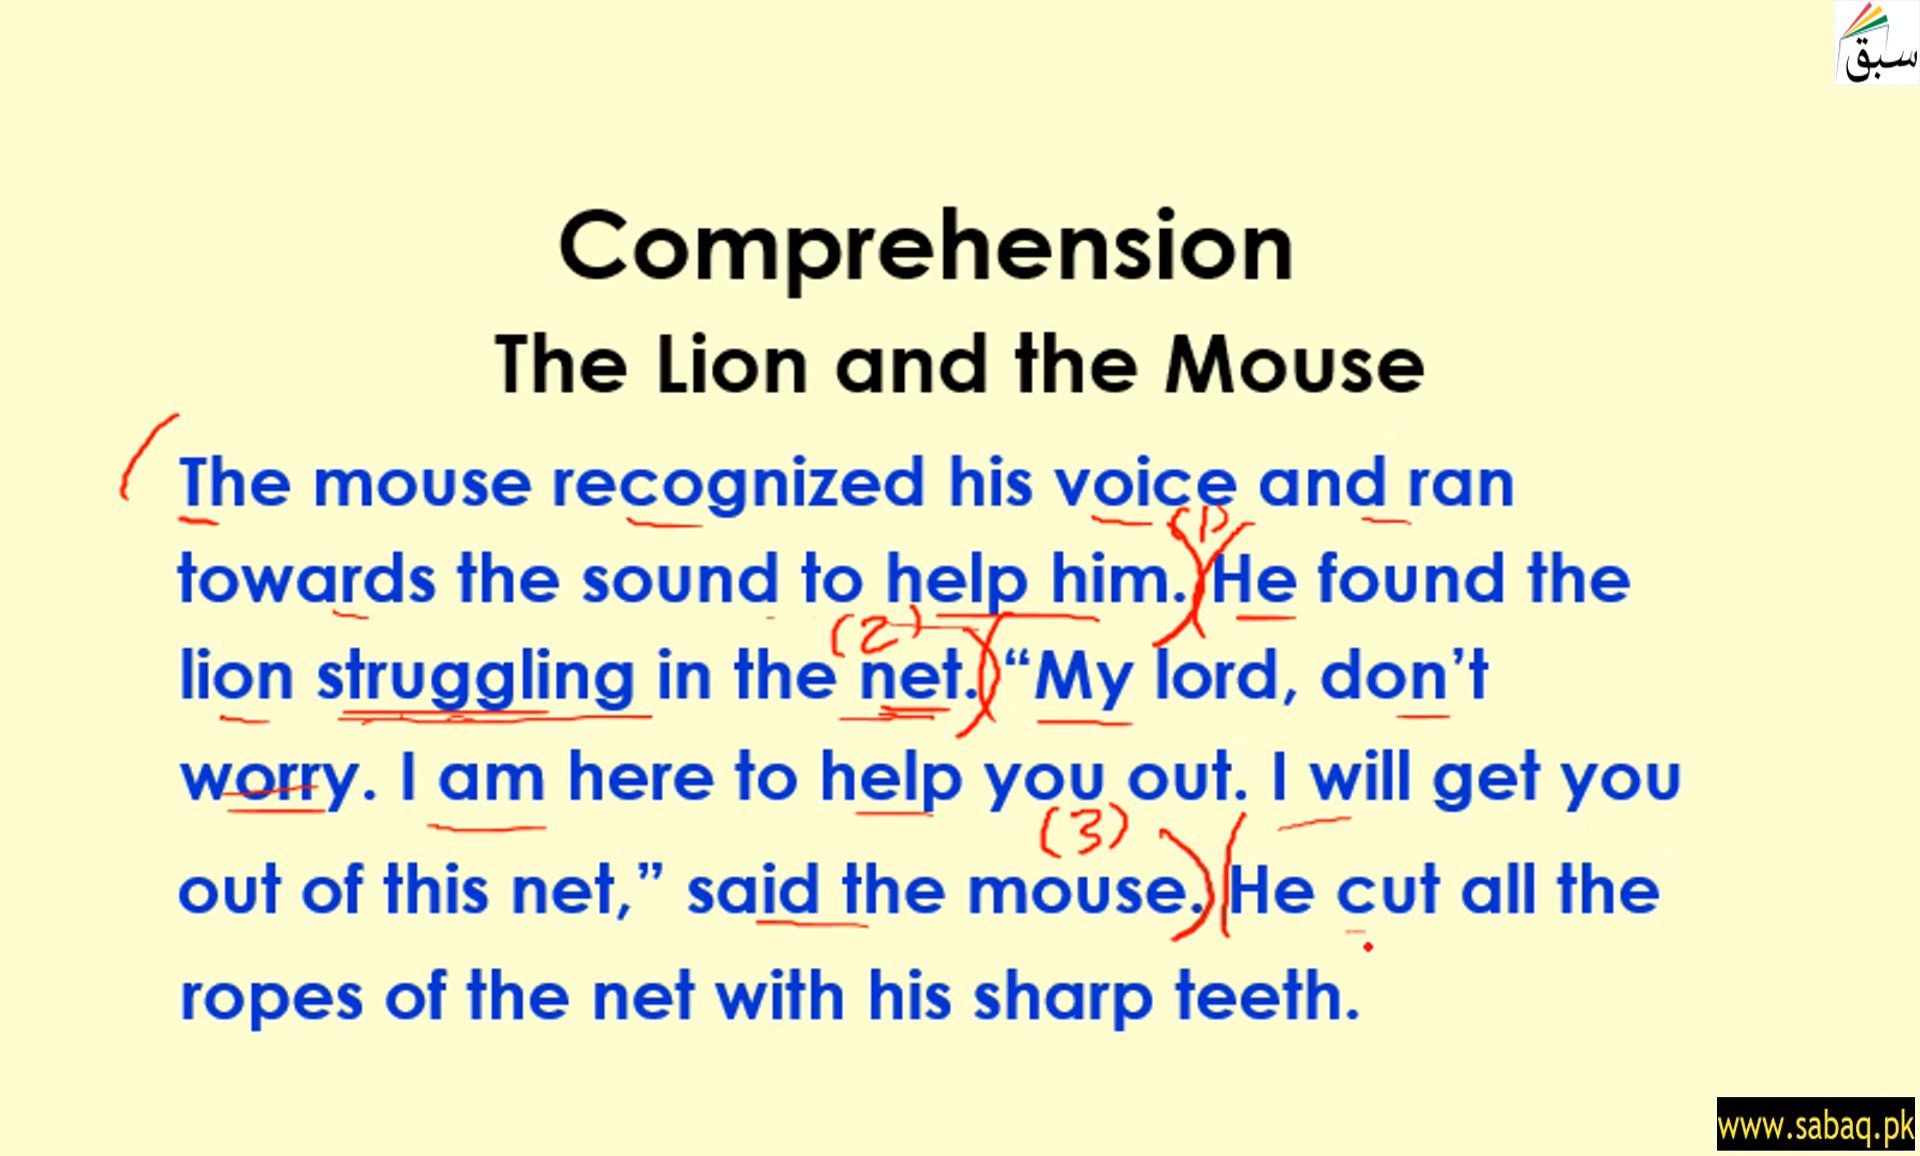 سبق
Comprehension
The Lion and the Mouse
The mouse recognized his voice and ran
(1)
towards the sound to help him. He found the
(2)
lion struggling in the net. “My lord, don’t
worry. I am here to help you out. I will get you
(3)
out of this net,” said the mouse. He cut all the
ropes of the net with his sharp teeth.
www.sabaq.pk